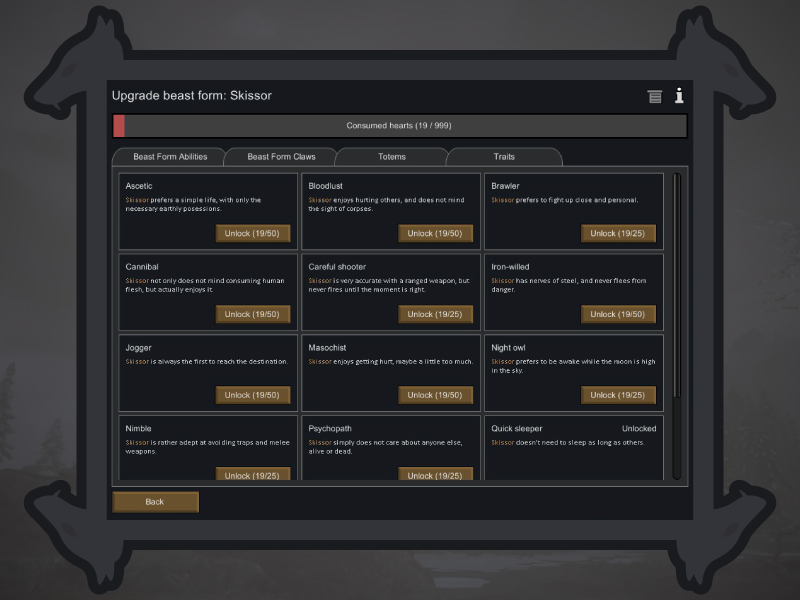 Upgrade beast form: Skissor
Consumed hearts (19 / 999)
Beast Form Abilities
Beast Form Claws
Totems
Traits
Ascetic
Skissor prefers a simple life, with only the
necessary earthly posessions.
Unlock (19/50)
Bloodlust
Skissor enjoys hurting others, and does not mind
the sight of corpses.
Unlock (19/50)
Brawler
Skissor prefers to fight up close and personal.
Unlock (19/25)
Cannibal
Skissor not only does not mind consuming human
flesh, but actually enjoys it.
Unlock (19/50)
Careful shooter
Skissor is very accurate with a ranged weapon, but
never fires until the moment is right.
Unlock (19/25)
Iron-willed
Skissor has nerves of steel, and never flees from
danger.
Unlock (19/50)
Jogger
Skissor is always the first to reach the destination.
Unlock (19/50)
Masochist
Skissor enjoys getting hurt, maybe a little too much.
Unlock (19/50)
Night owl
Skissor prefers to be awake while the moon is high
in the sky.
Unlock (19/25)
Nimble
Skissor is rather adept at avoiding traps and melee
weapons.
Unlock (19/25)
Psychopath
Skissor simply does not care about anyone else,
alive or dead.
Unlock (19/25)
Quick sleeper Unlocked
Skissor doesn't need to sleep as long as others.
Back